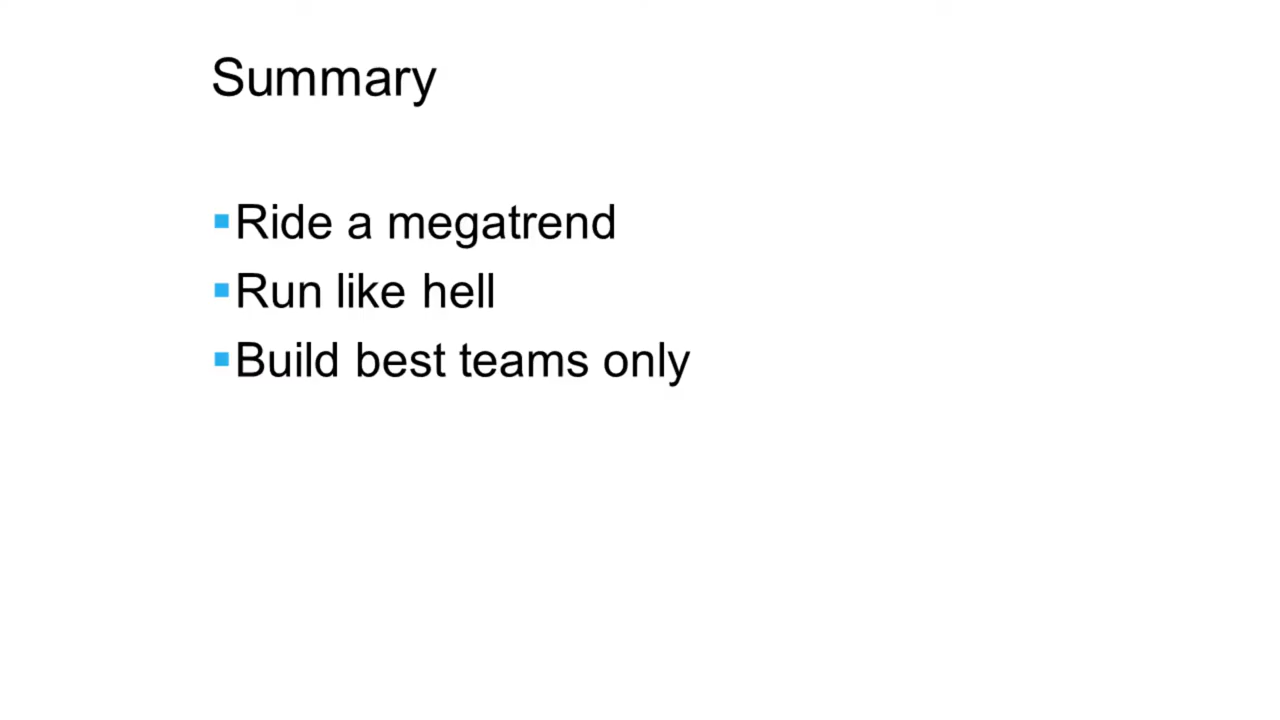 Summary
▪Ride a megatrend
▪Run like hell
▪Build best teams only